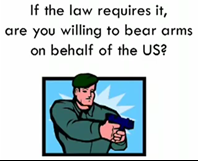 If the law requires it,
are you willing to bear arms
on behalf of the US?